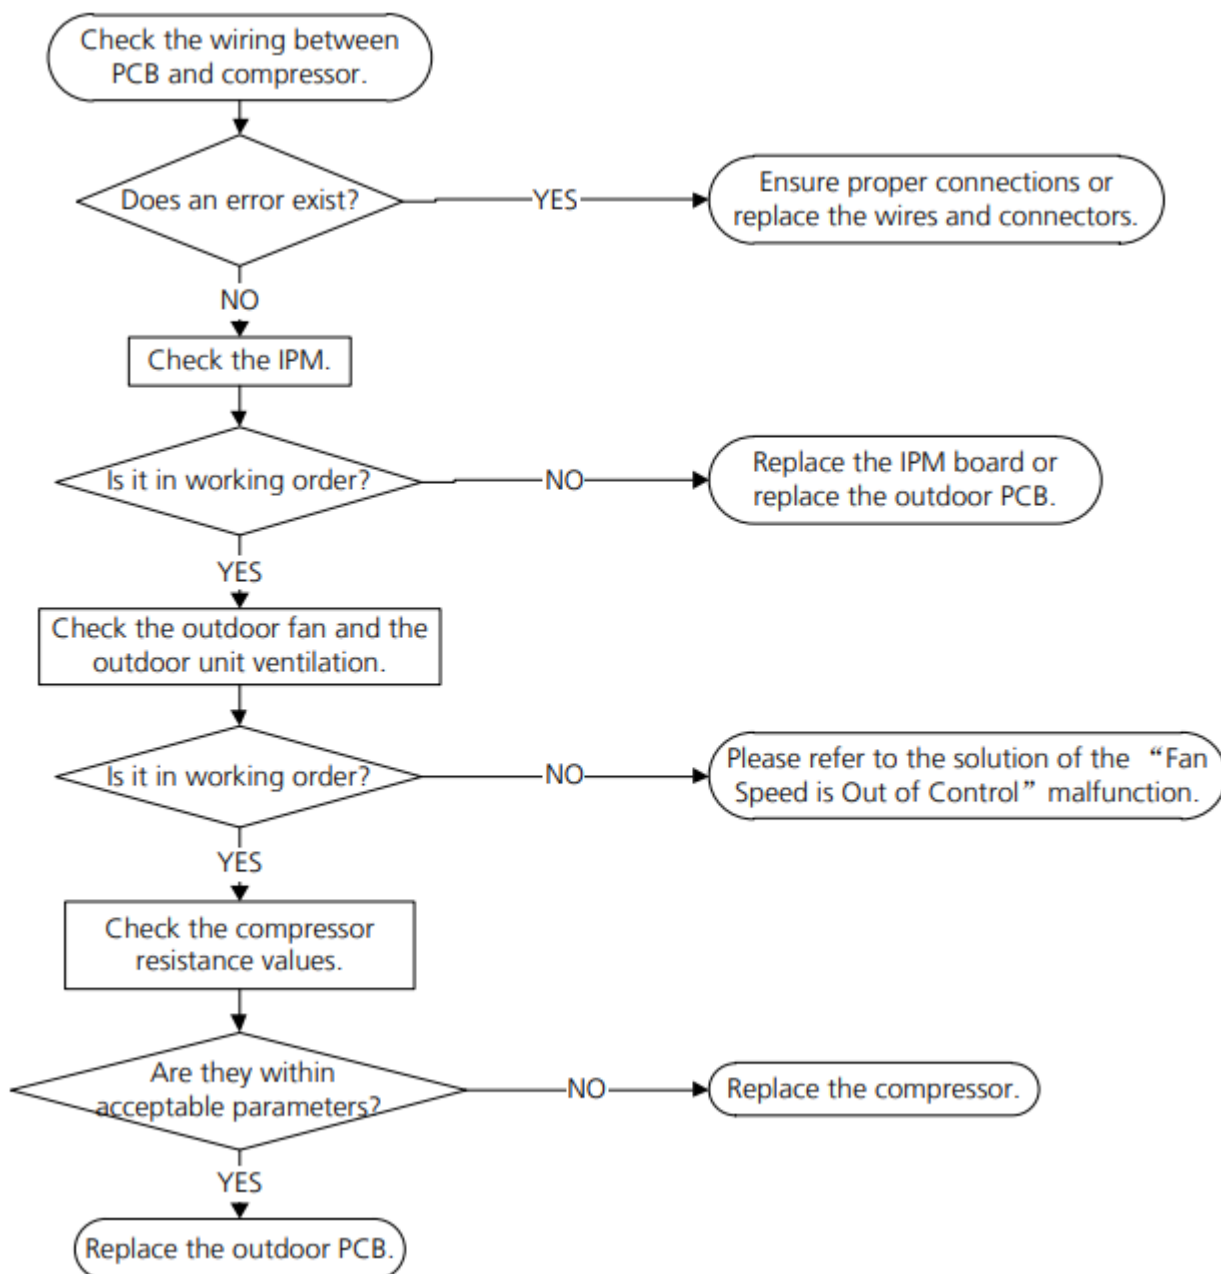 Check the wiring between
PCB and compressor.
Does an error exist?
YES
Ensure proper connections or
replace the wires and connectors.
NO
Check the IPM.
Is it in working order?
NO
Replace the IPM board or
replace the outdoor PCB.
YES
Check the outdoor fan and the
outdoor unit ventilation.
Is it in working order?
NO
Please refer to the solution of the “Fan
Speed is Out of Control” malfunction.
YES
Check the compressor
resistance values.
Are they within
acceptable parameters?
NO
Replace the compressor.
YES
Replace the outdoor PCB.